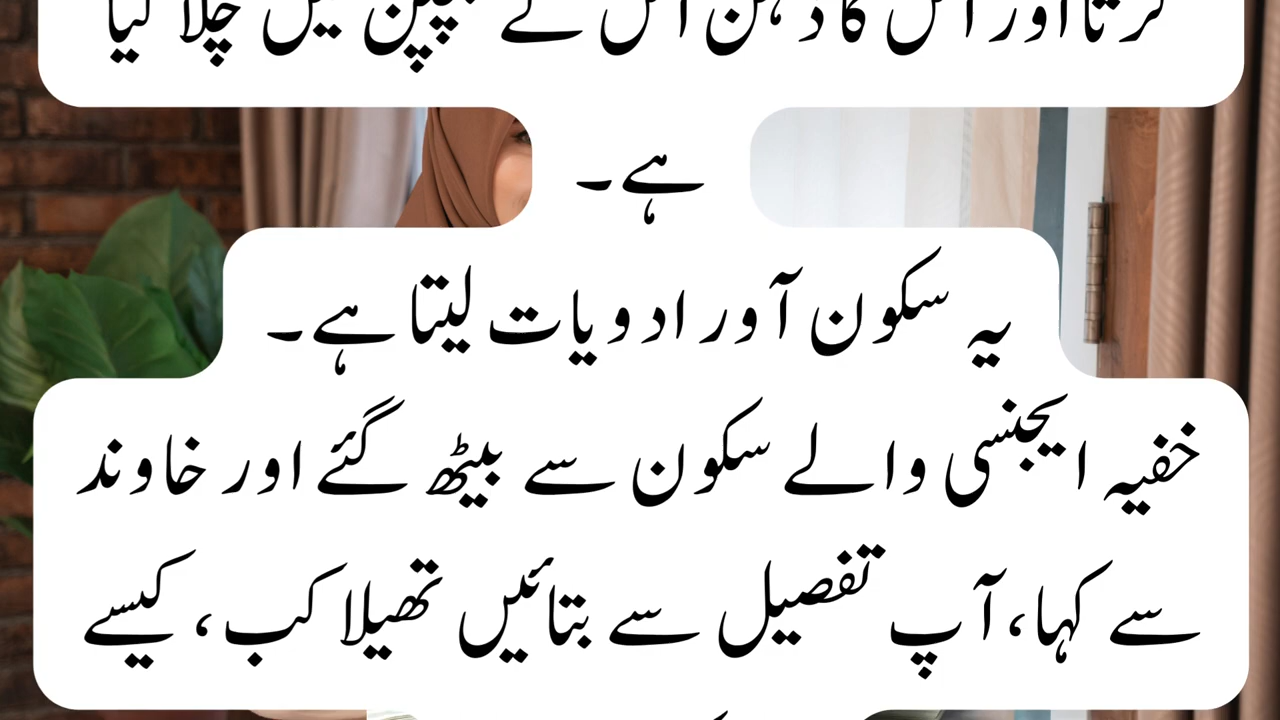 کرتا اور اس کا ذہن اس کے بچپن میں چلا گیا
ہے۔
یہ سکون آور ادویات لیتا ہے۔
خفیہ ایجنسی والے سکون سے بیٹھ گئے اور خاوند
سے کہا، آپ تفصیل سے بتائیں تھیلا کب، کیسے